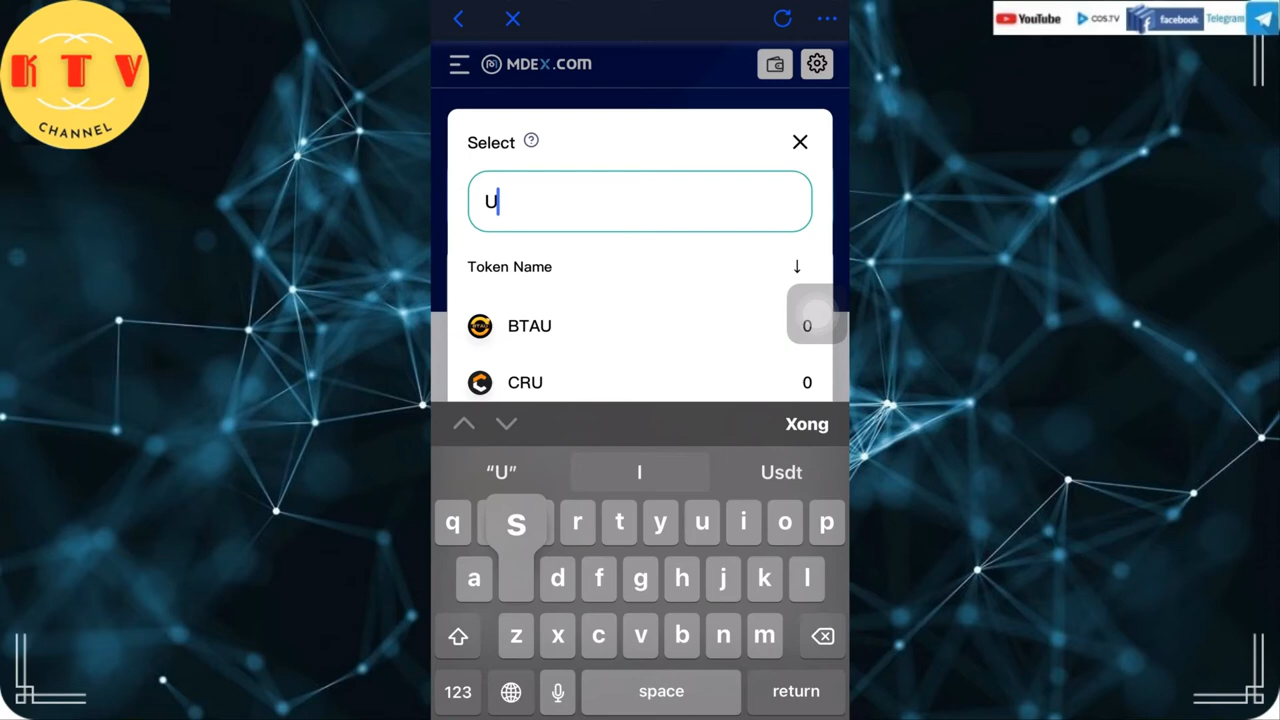 KTV
CHANNEL
YouTube
COS.TV
facebook
Telegram
MDEX.COM
Select ?
U
Token Name ↓
BTAU 0
CRU 0
Xong
“U” I Usdt
q s r t y u i o p
a d f g h j k l
z x c v b n m
123 space return